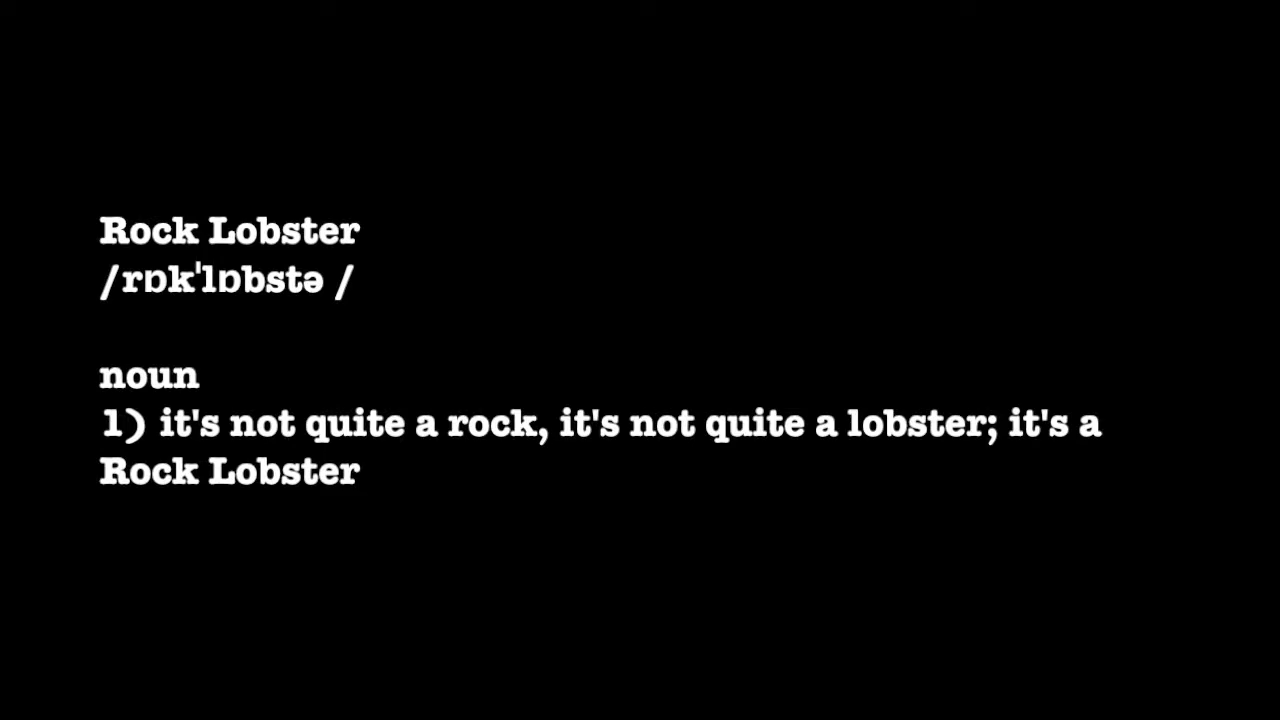 Rock Lobster
/rɒkˈlɒbstə /
noun
1) it's not quite a rock, it's not quite a lobster; it's a
Rock Lobster